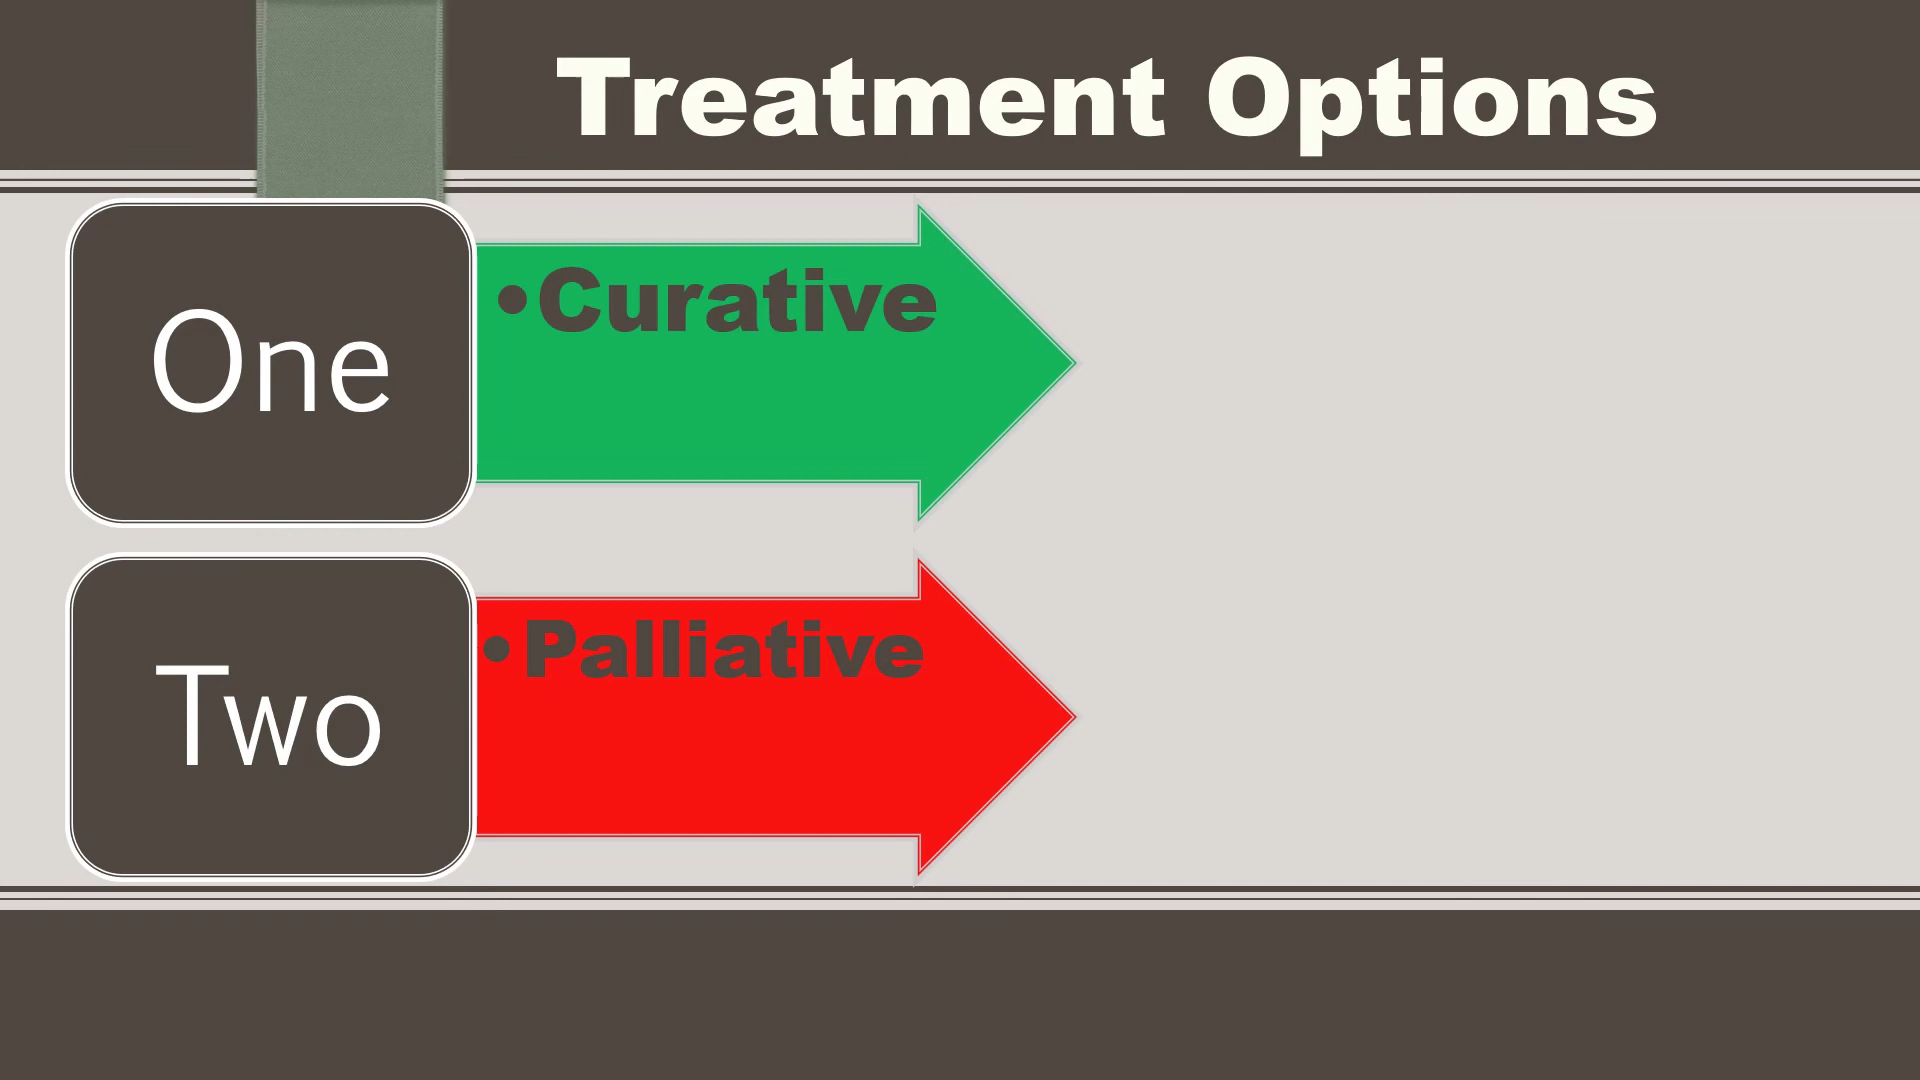 Treatment Options
One
•Curative
Two
•Palliative